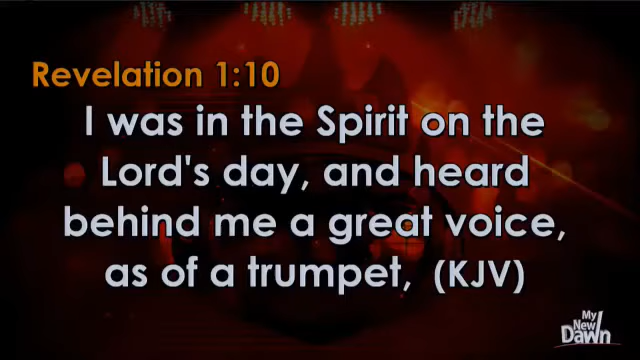 Revelation 1:10
I was in the Spirit on the
Lord's day, and heard
behind me a great voice,
as of a trumpet, (KJV)
My
New
Dawn